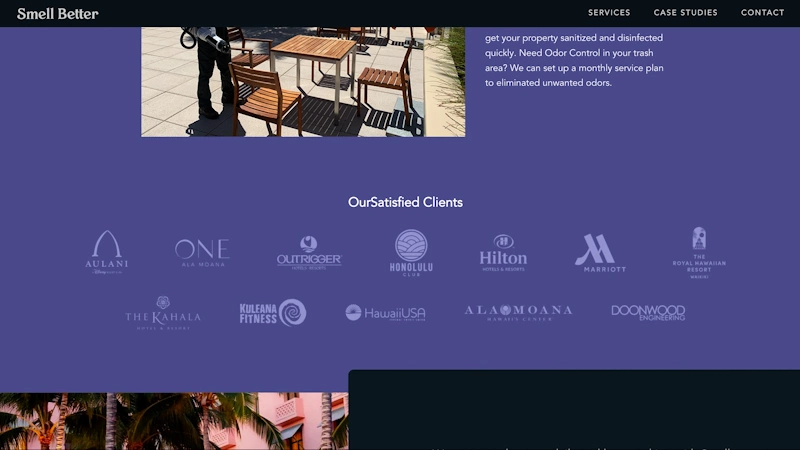 Smell Better
SERVICES CASE STUDIES CONTACT
get your property sanitized and disinfected
quickly. Need Odor Control in your trash
area? We can set up a monthly service plan
to eliminated unwanted odors.
OurSatisfied Clients
AULANI
ONE
ALA MOANA
OUTRIGGER
HOTELS · RESORTS
HONOLULU
CLUB
Hilton
HOTELS & RESORTS
MARRIOTT
THE
ROYAL HAWAIIAN
RESORT
WAIKIKI
THE KAHALA
HOTEL & RESORT
KULEANA
FITNESS
HawaiiUSA
ALA MOANA
HAWAII'S CENTER
DOONWOOD
ENGINEERING